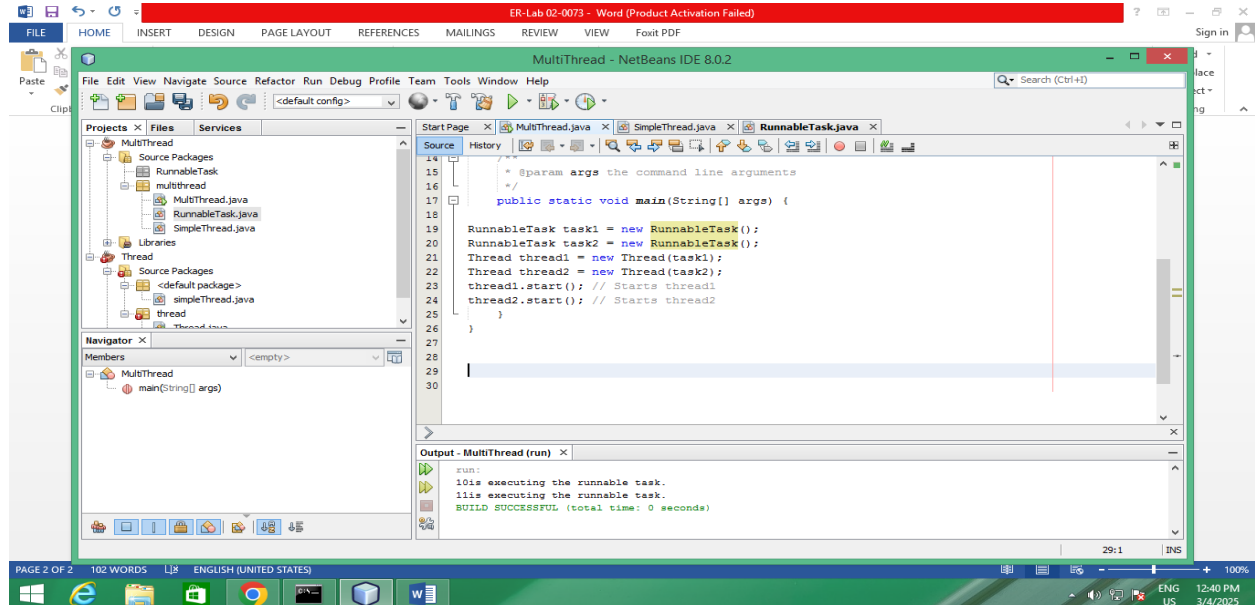 ER-Lab 02-0073 - Word (Product Activation Failed)
FILE HOME INSERT DESIGN PAGE LAYOUT REFERENCES MAILINGS REVIEW VIEW Foxit PDF Sign in
Paste
MultiThread - NetBeans IDE 8.0.2
File Edit View Navigate Source Refactor Run Debug Profile Team Tools Window Help
Search (Ctrl+I)
<default config>
Projects Files Services
MultiThread
Source Packages
RunnableTask
multithread
MultiThread.java
RunnableTask.java
SimpleThread.java
Libraries
Thread
Source Packages
<default package>
simpleThread.java
thread
Thread.java
Navigator
Members <empty>
MultiThread
main(String[] args)
Start Page MultiThread.java SimpleThread.java RunnableTask.java
Source History
14 /**
15 * @param args the command line arguments
16 */
17 public static void main(String[] args) {
18
19 RunnableTask task1 = new RunnableTask();
20 RunnableTask task2 = new RunnableTask();
21 Thread thread1 = new Thread(task1);
22 Thread thread2 = new Thread(task2);
23 thread1.start(); // Starts thread1
24 thread2.start(); // Starts thread2
25 }
26 }
27
28
29
30
Output - MultiThread (run)
run:
10is executing the runnable task.
11is executing the runnable task.
BUILD SUCCESSFUL (total time: 0 seconds)
29:1 INS
PAGE 2 OF 2 102 WORDS ENGLISH (UNITED STATES) 100%
ENG 12:40 PM
US 3/4/2025